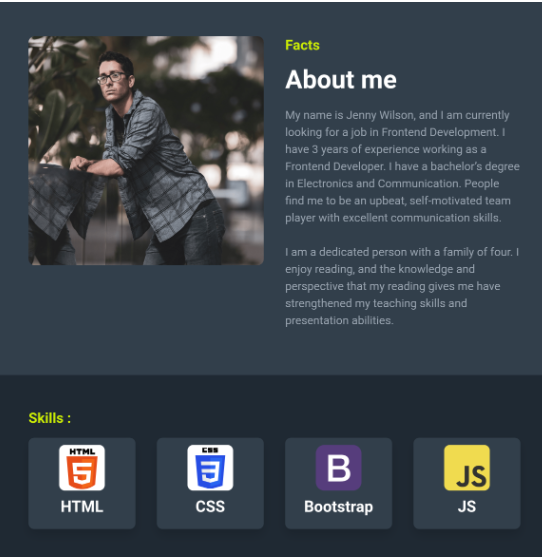 Facts
About me
My name is Jenny Wilson, and I am currently
looking for a job in Frontend Development. I
have 3 years of experience working as a
Frontend Developer. I have a bachelor's degree
in Electronics and Communication. People
find me to be an upbeat, self-motivated team
player with excellent communication skills.
I am a dedicated person with a family of four. I
enjoy reading, and the knowledge and
perspective that my reading gives me have
strengthened my teaching skills and
presentation abilities.
Skills :
HTML
5
HTML
CSS
3
CSS
B
Bootstrap
JS
JS